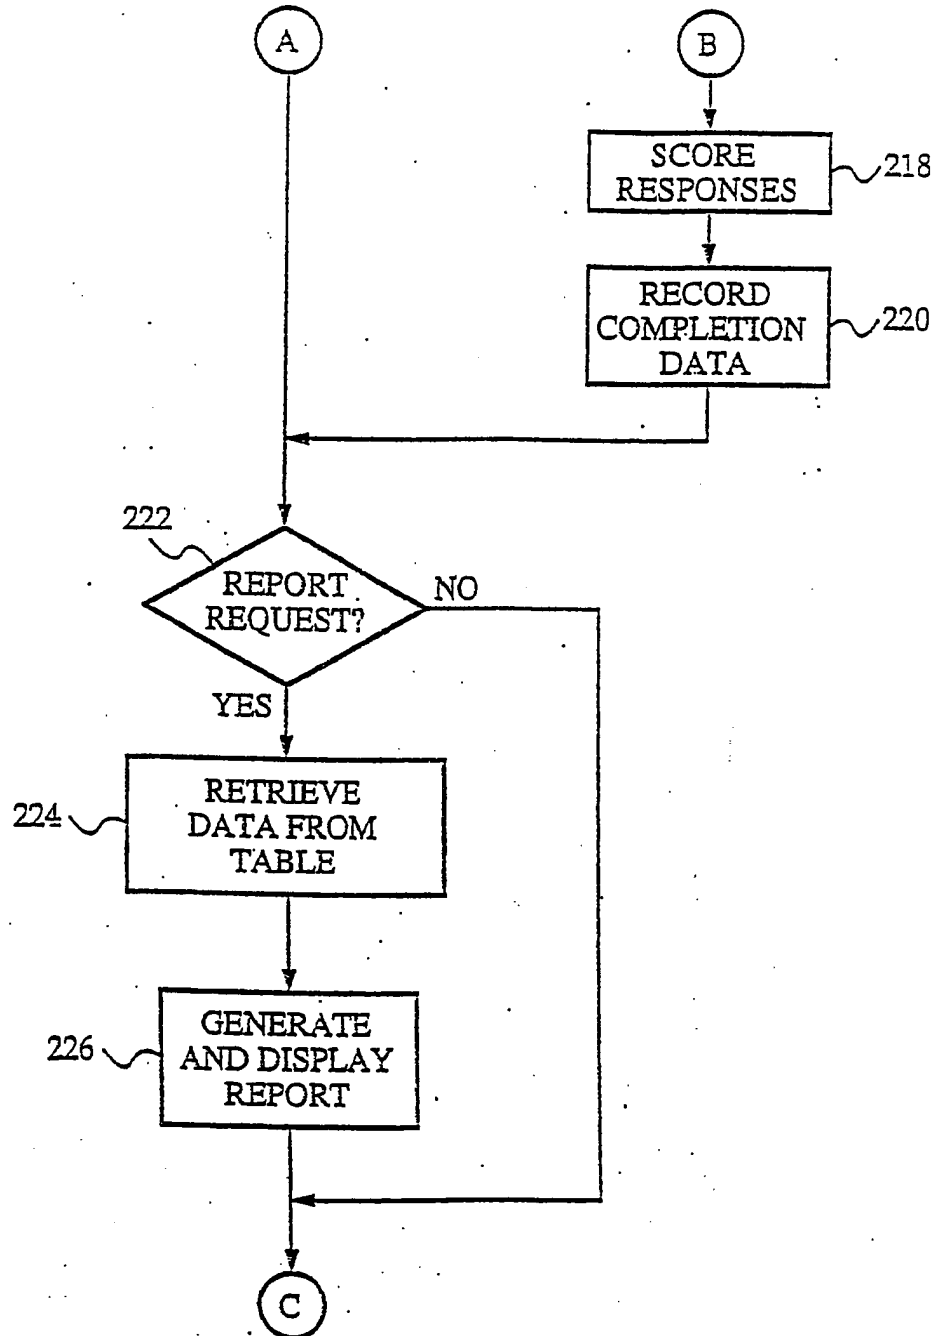 A
B
SCORE
RESPONSES
218
RECORD
COMPLETION
DATA
220
222
REPORT
REQUEST?
NO
YES
224
RETRIEVE
DATA FROM
TABLE
226
GENERATE
AND DISPLAY
REPORT
C